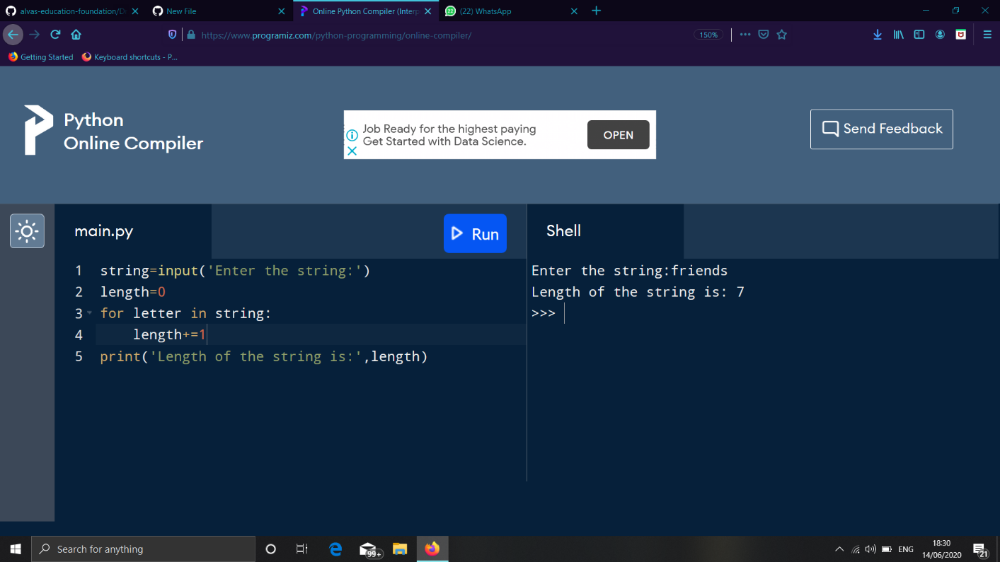 alvas-education-foundation/D
New File
Online Python Compiler (Interp
(22) WhatsApp
https://www.programiz.com/python-programming/online-compiler/
150%
Getting Started
Keyboard shortcuts - P...
Python
Online Compiler
Job Ready for the highest paying
Get Started with Data Science.
OPEN
Send Feedback
main.py
Run
Shell
1 string=input('Enter the string:')
2 length=0
3 for letter in string:
4 length+=1
5 print('Length of the string is:',length)
Enter the string:friends
Length of the string is: 7
>>>
Search for anything
99+
ENG
18:30
14/06/2020
21